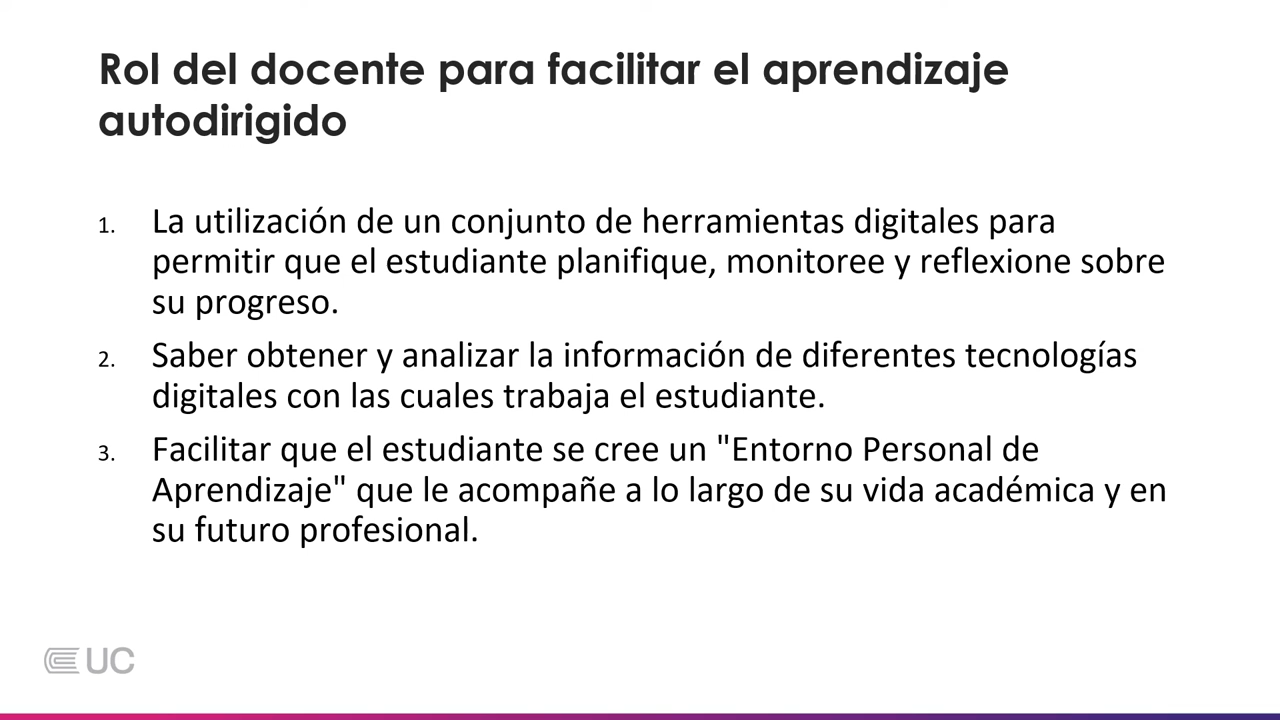 Rol del docente para facilitar el aprendizaje
autodirigido
1. La utilización de un conjunto de herramientas digitales para
permitir que el estudiante planifique, monitoree y reflexione sobre
su progreso.
2. Saber obtener y analizar la información de diferentes tecnologías
digitales con las cuales trabaja el estudiante.
3. Facilitar que el estudiante se cree un "Entorno Personal de
Aprendizaje" que le acompañe a lo largo de su vida académica y en
su futuro profesional.
UC